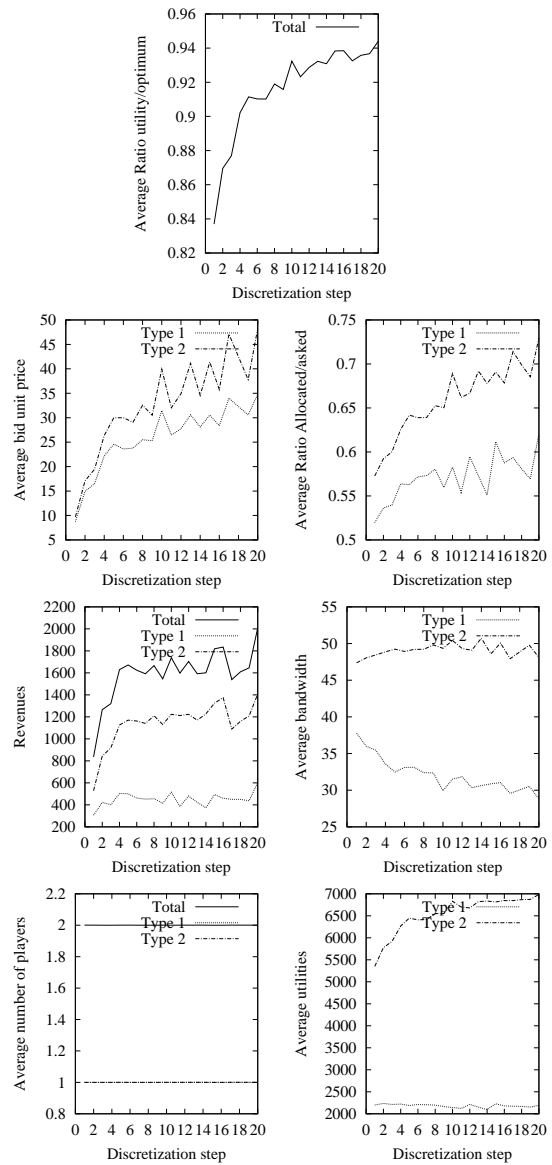 Average Ratio utility/optimum
0.96
0.94
0.92
0.9
0.88
0.86
0.84
0.82
Total
0 2 4 6 8 10 12 14 16 18 20
Discretization step
Average bid unit price
50
45
40
35
30
25
20
15
10
5
Type 1
Type 2
0 2 4 6 8 10 12 14 16 18 20
Discretization step
Average Ratio Allocated/asked
0.75
0.7
0.65
0.6
0.55
0.5
Type 1
Type 2
0 2 4 6 8 10 12 14 16 18 20
Discretization step
Revenues
2200
2000
1800
1600
1400
1200
1000
800
600
400
200
Total
Type 1
Type 2
0 2 4 6 8 10 12 14 16 18 20
Discretization step
Average bandwidth
55
50
45
40
35
30
25
Type 1
Type 2
0 2 4 6 8 10 12 14 16 18 20
Discretization step
Average number of players
2.2
2
1.8
1.6
1.4
1.2
1
0.8
Total
Type 1
Type 2
0 2 4 6 8 10 12 14 16 18 20
Discretization step
Average utilities
7000
6500
6000
5500
5000
4500
4000
3500
3000
2500
2000
Type 1
Type 2
0 2 4 6 8 10 12 14 16 18 20
Discretization step